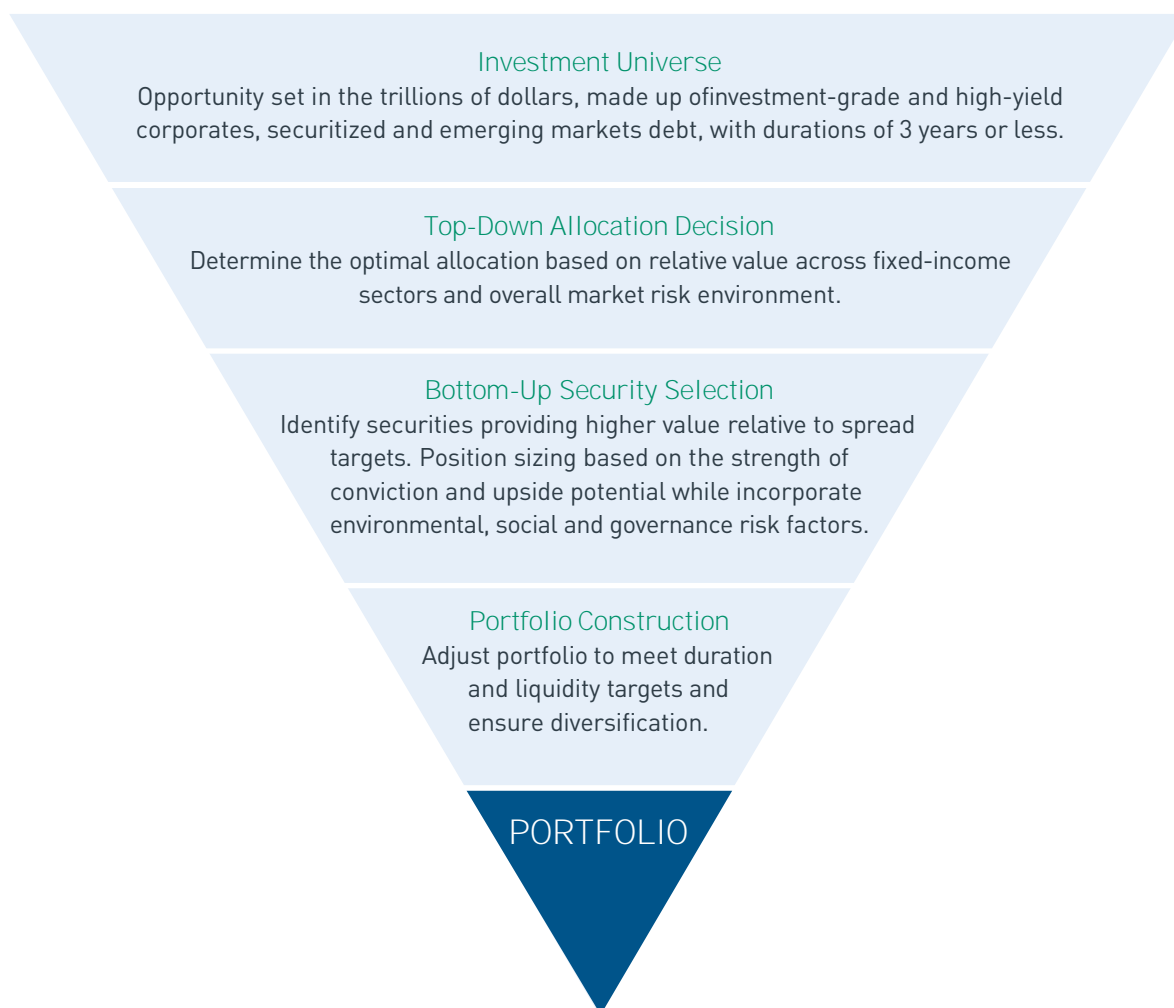 Investment Universe
Opportunity set in the trillions of dollars, made up ofinvestment-grade and high-yield
corporates, securitized and emerging markets debt, with durations of 3 years or less.
Top-Down Allocation Decision
Determine the optimal allocation based on relative value across fixed-income
sectors and overall market risk environment.
Bottom-Up Security Selection
Identify securities providing higher value relative to spread
targets. Position sizing based on the strength of
conviction and upside potential while incorporate
environmental, social and governance risk factors.
Portfolio Construction
Adjust portfolio to meet duration
and liquidity targets and
ensure diversification.
PORTFOLIO